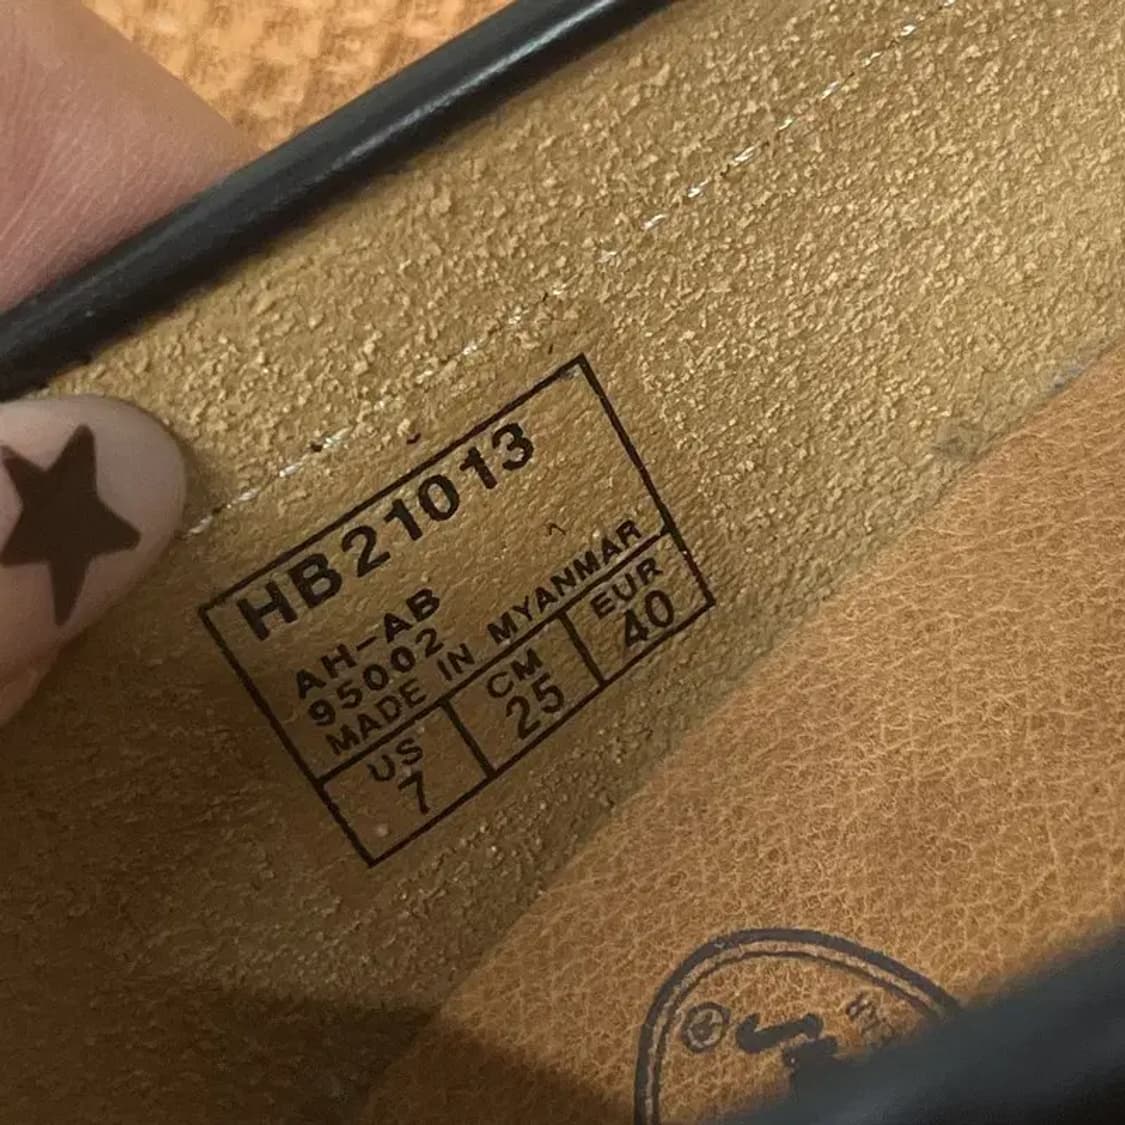 HB21013
AH-AB
95002
MADE IN MYANMAR
US CM EUR
7 25 40